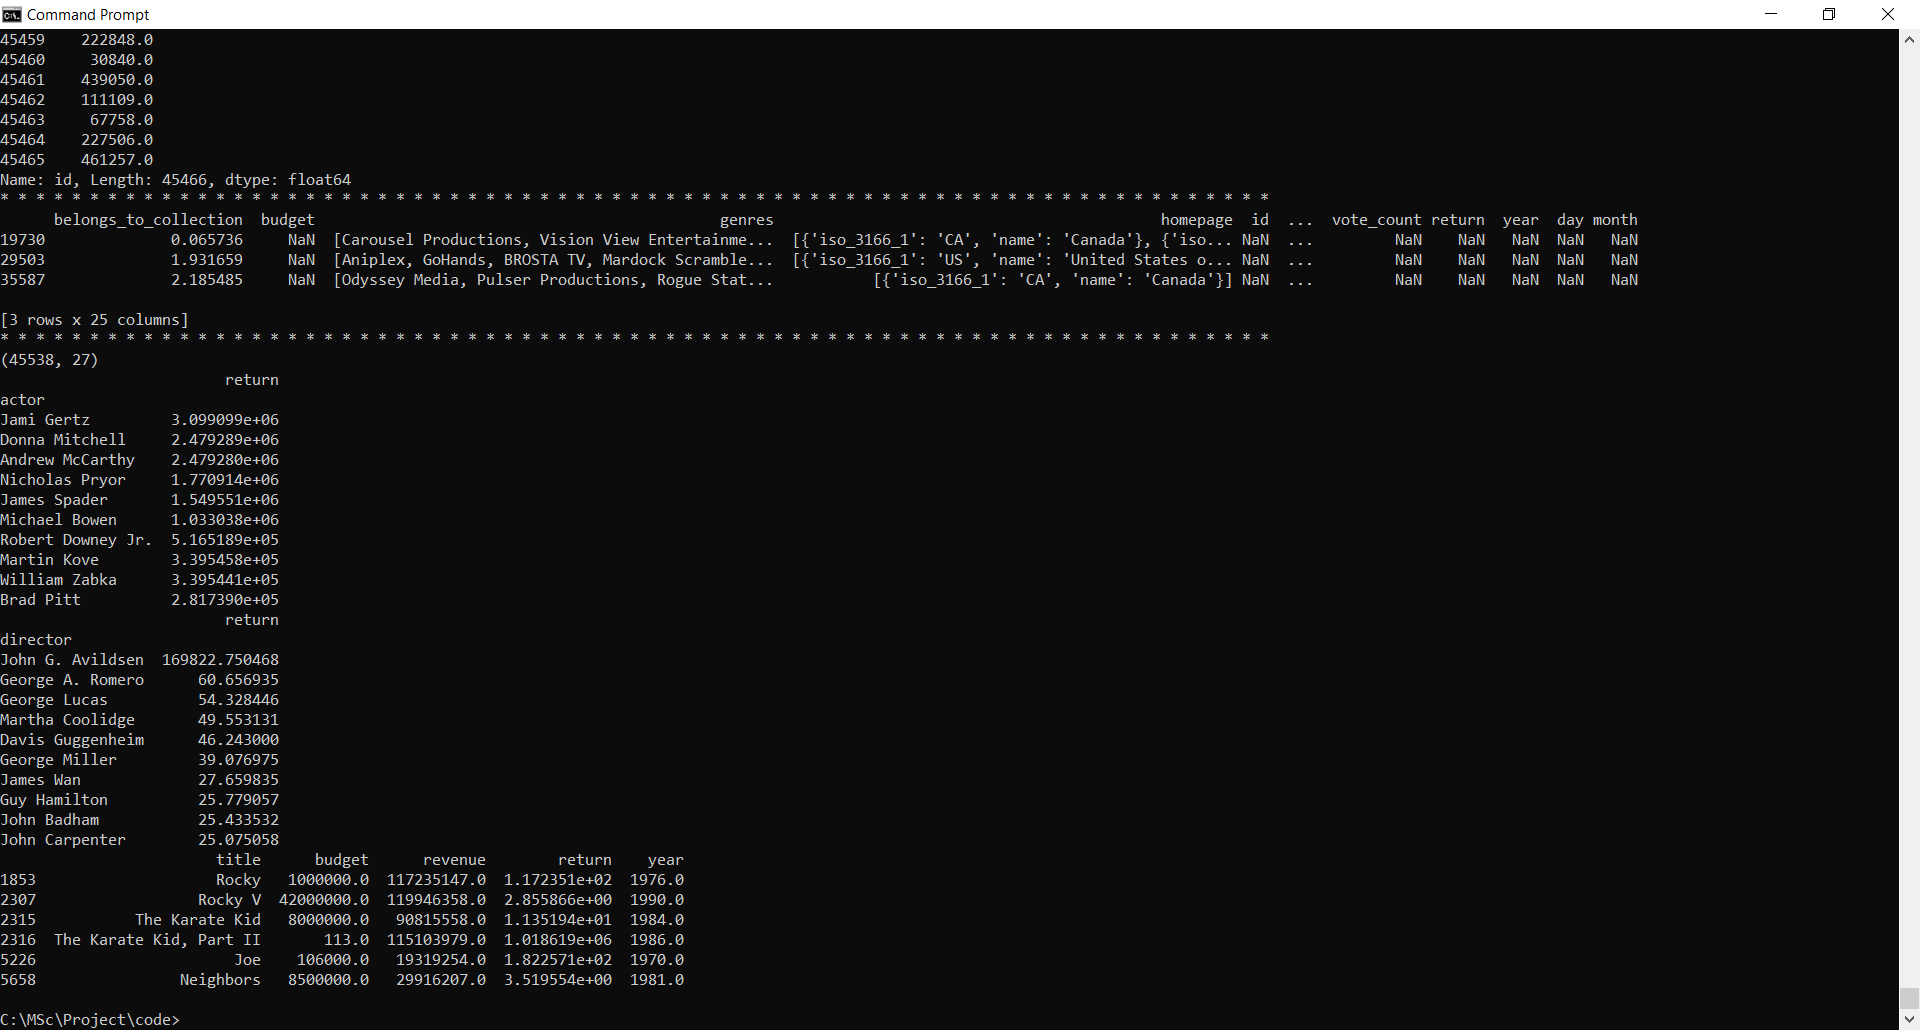 Command Prompt
45459    222848.0
45460     30840.0
45461    439050.0
45462    111109.0
45463     67758.0
45464    227506.0
45465    461257.0
Name: id, Length: 45466, dtype: float64
* * * * * * * * * * * * * * * * * * * * * * * * * * * * * * * * * * * * * * * * * * * * * * * * * * * * * * * * * * * * * * * * * * * * * * *
      belongs_to_collection  budget                                             genres                                           homepage  id  ...  vote_count return  year  day month
19730              0.065736     NaN  [Carousel Productions, Vision View Entertainme...  [{'iso_3166_1': 'CA', 'name': 'Canada'}, {'iso... NaN  ...         NaN    NaN   NaN  NaN   NaN
29503              1.931659     NaN  [Aniplex, GoHands, BROSTA TV, Mardock Scramble...  [{'iso_3166_1': 'US', 'name': 'United States o... NaN  ...         NaN    NaN   NaN  NaN   NaN
35587              2.185485     NaN  [Odyssey Media, Pulser Productions, Rogue Stat...           [{'iso_3166_1': 'CA', 'name': 'Canada'}] NaN  ...         NaN    NaN   NaN  NaN   NaN
[3 rows x 25 columns]
* * * * * * * * * * * * * * * * * * * * * * * * * * * * * * * * * * * * * * * * * * * * * * * * * * * * * * * * * * * * * * * * * * * * * * *
(45538, 27)
                         return
actor
Jami Gertz         3.099099e+06
Donna Mitchell     2.479289e+06
Andrew McCarthy    2.479280e+06
Nicholas Pryor     1.770914e+06
James Spader       1.549551e+06
Michael Bowen      1.033038e+06
Robert Downey Jr.  5.165189e+05
Martin Kove        3.395458e+05
William Zabka      3.395441e+05
Brad Pitt          2.817390e+05
                         return
director
John G. Avildsen  169822.750468
George A. Romero      60.656935
George Lucas          54.328446
Martha Coolidge       49.553131
Davis Guggenheim      46.243000
George Miller         39.076975
James Wan             27.659835
Guy Hamilton          25.779057
John Badham           25.433532
John Carpenter        25.075058
                        title      budget      revenue        return    year
1853                    Rocky   1000000.0  117235147.0  1.172351e+02  1976.0
2307                  Rocky V  42000000.0  119946358.0  2.855866e+00  1990.0
2315           The Karate Kid   8000000.0   90815558.0  1.135194e+01  1984.0
2316  The Karate Kid, Part II       113.0  115103979.0  1.018619e+06  1986.0
5226                      Joe    106000.0   19319254.0  1.822571e+02  1970.0
5658                Neighbors   8500000.0   29916207.0  3.519554e+00  1981.0
C:\MSc\Project\code>